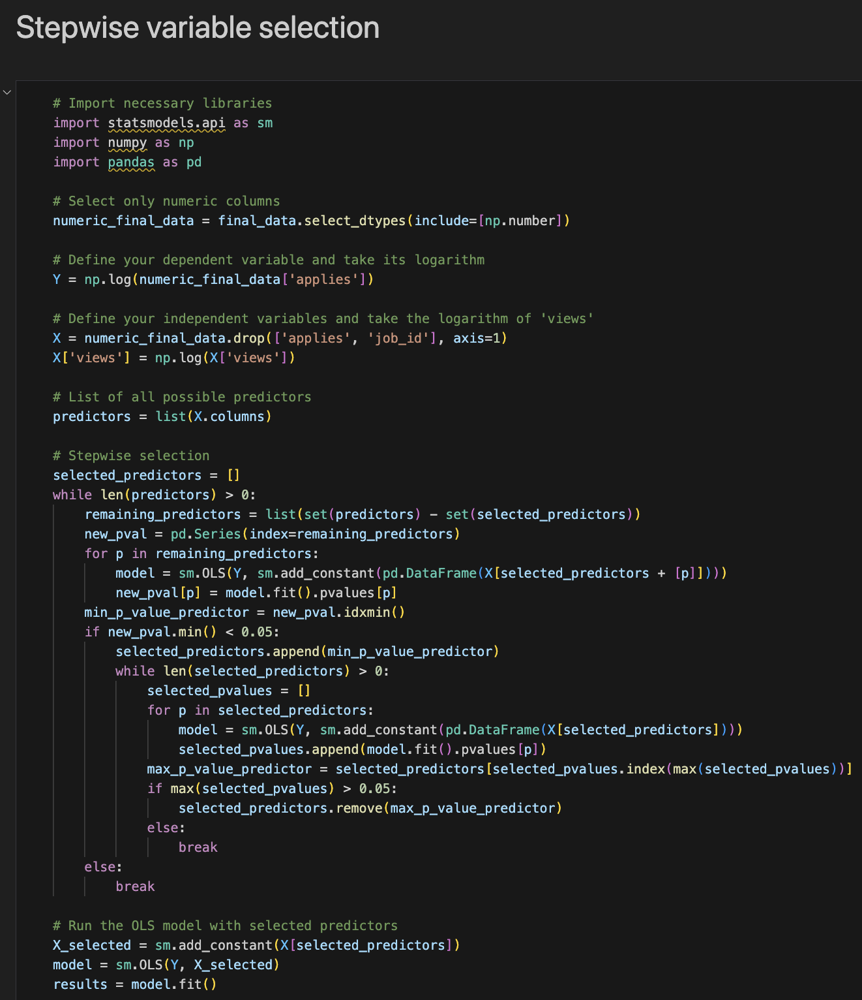 Stepwise variable selection
# Import necessary libraries
import statsmodels.api as sm
import numpy as np
import pandas as pd
# Select only numeric columns
numeric_final_data = final_data.select_dtypes(include=[np.number])
# Define your dependent variable and take its logarithm
Y = np.log(numeric_final_data['applies'])
# Define your independent variables and take the logarithm of 'views'
X = numeric_final_data.drop(['applies', 'job_id'], axis=1)
X['views'] = np.log(X['views'])
# List of all possible predictors
predictors = list(X.columns)
# Stepwise selection
selected_predictors = []
while len(predictors) > 0:
    remaining_predictors = list(set(predictors) - set(selected_predictors))
    new_pval = pd.Series(index=remaining_predictors)
    for p in remaining_predictors:
        model = sm.OLS(Y, sm.add_constant(pd.DataFrame(X[selected_predictors + [p]])))
        new_pval[p] = model.fit().pvalues[p]
    min_p_value_predictor = new_pval.idxmin()
    if new_pval.min() < 0.05:
        selected_predictors.append(min_p_value_predictor)
        while len(selected_predictors) > 0:
            selected_pvalues = []
            for p in selected_predictors:
                model = sm.OLS(Y, sm.add_constant(pd.DataFrame(X[selected_predictors])))
                selected_pvalues.append(model.fit().pvalues[p])
            max_p_value_predictor = selected_predictors[selected_pvalues.index(max(selected_pvalues))]
            if max(selected_pvalues) > 0.05:
                selected_predictors.remove(max_p_value_predictor)
            else:
                break
    else:
        break
# Run the OLS model with selected predictors
X_selected = sm.add_constant(X[selected_predictors])
model = sm.OLS(Y, X_selected)
results = model.fit()